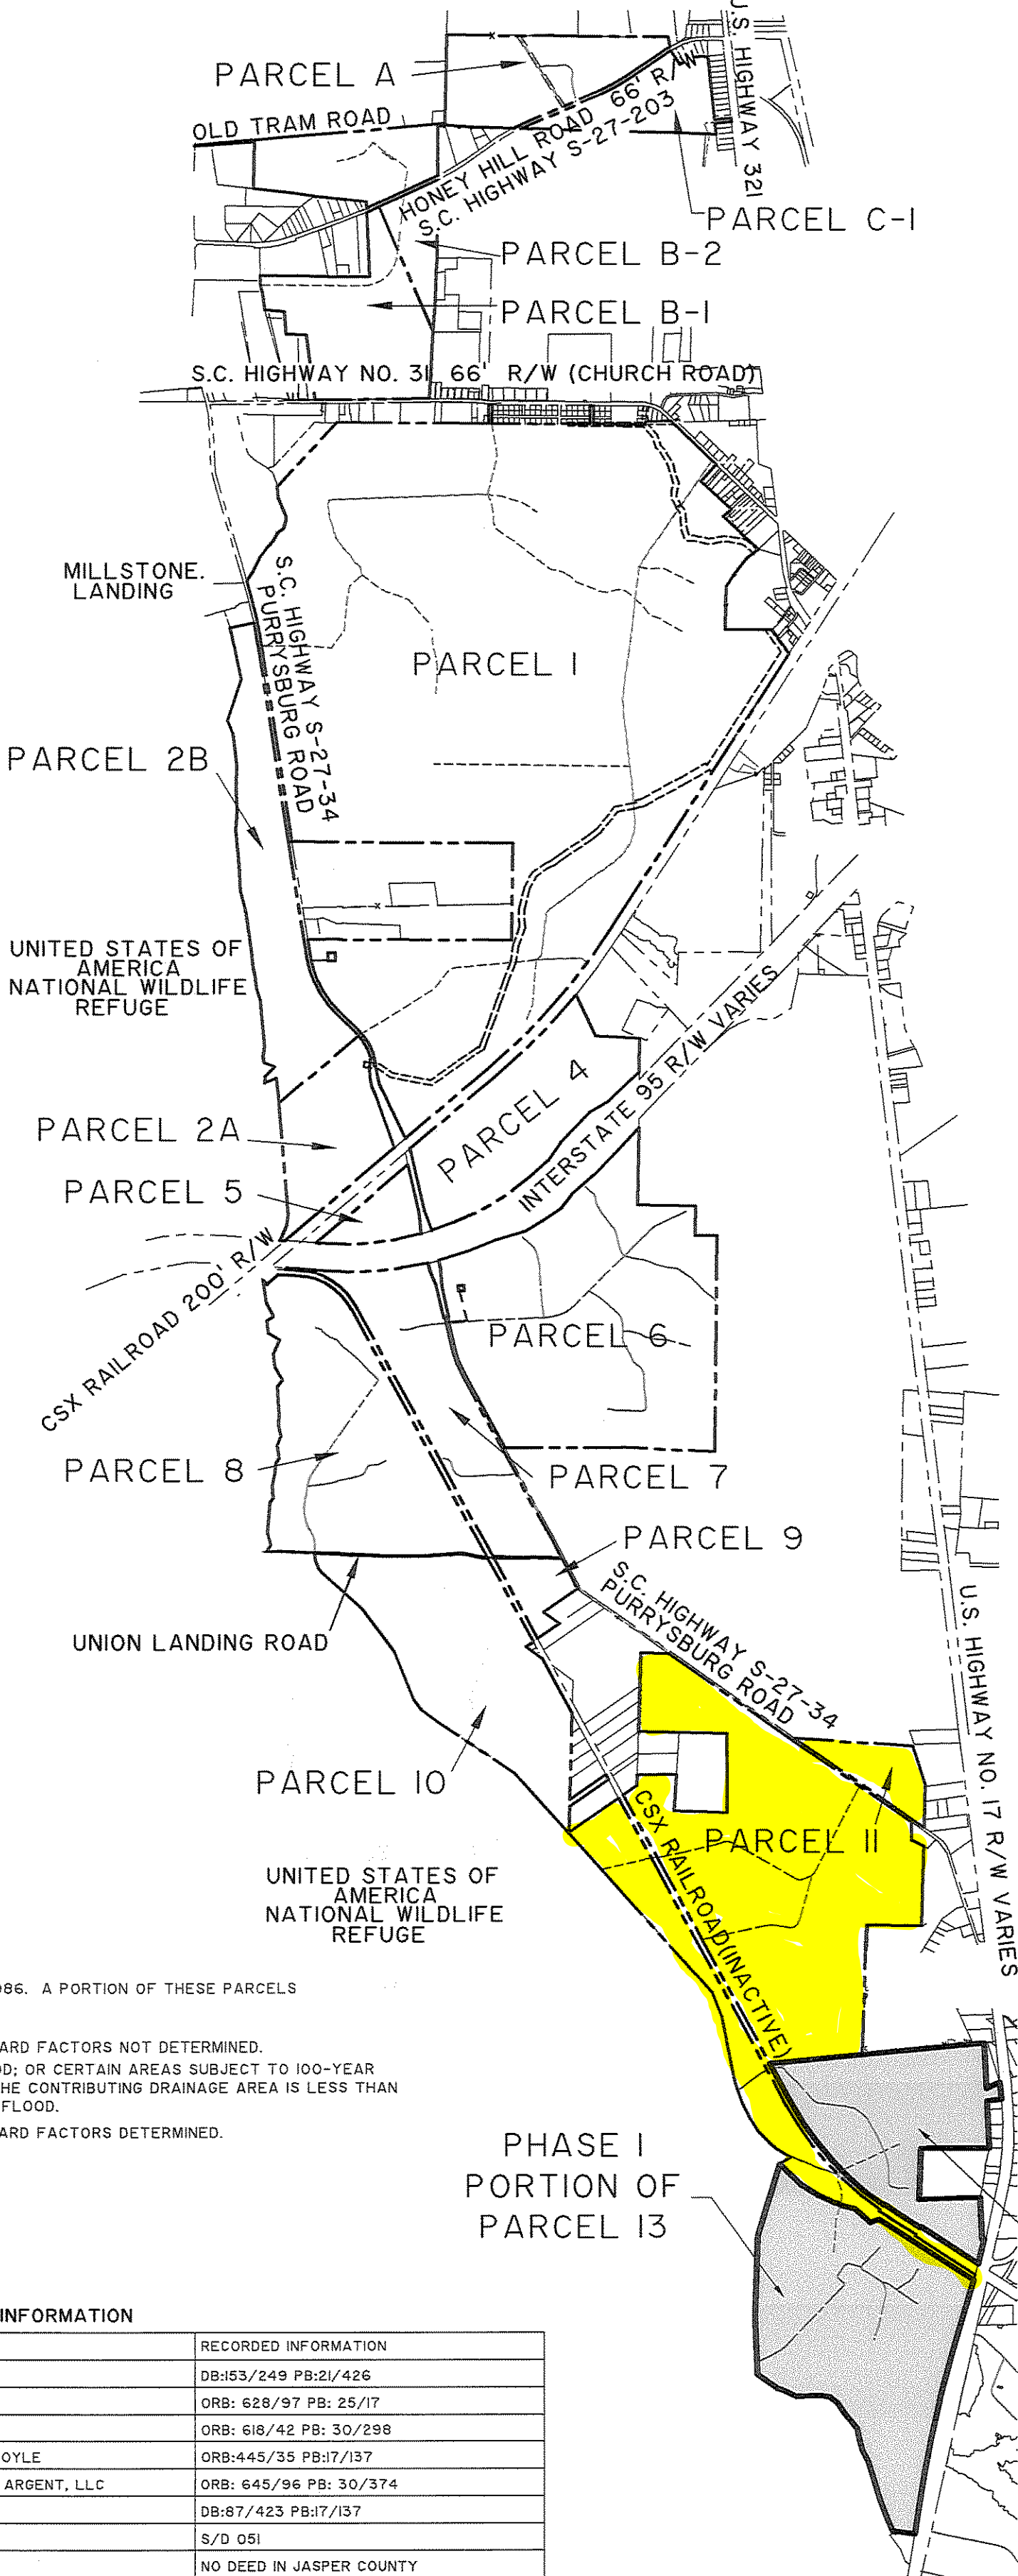 U.S. HIGHWAY 321
PARCEL A
OLD TRAM ROAD
HONEY HILL ROAD 66' R/W
S.C. HIGHWAY S-27-203
PARCEL C-1
PARCEL B-2
PARCEL B-1
S.C. HIGHWAY NO. 31 66' R/W (CHURCH ROAD)
MILLSTONE.
LANDING
S.C. HIGHWAY S-27-34
PURRYSBURG ROAD
PARCEL 1
PARCEL 2B
UNITED STATES OF
AMERICA
NATIONAL WILDLIFE
REFUGE
INTERSTATE 95 R/W VARIES
PARCEL 4
PARCEL 2A
PARCEL 5
CSX RAILROAD 200' R/W
PARCEL 6
PARCEL 8
PARCEL 7
PARCEL 9
UNION LANDING ROAD
S.C. HIGHWAY S-27-34
PURRYSBURG ROAD
U.S. HIGHWAY NO. 17 R/W VARIES
PARCEL 10
CSX RAILROAD(INACTIVE)
PARCEL 11
UNITED STATES OF
AMERICA
NATIONAL WILDLIFE
REFUGE
986. A PORTION OF THESE PARCELS
ARD FACTORS NOT DETERMINED.
OD; OR CERTAIN AREAS SUBJECT TO 100-YEAR
HE CONTRIBUTING DRAINAGE AREA IS LESS THAN
FLOOD.
ARD FACTORS DETERMINED.
PHASE 1
PORTION OF
PARCEL 13
INFORMATION
RECORDED INFORMATION
DB:153/249 PB:21/426
ORB: 628/97 PB: 25/17
ORB: 618/42 PB: 30/298
OYLE ORB:445/35 PB:17/137
ARGENT, LLC ORB: 645/96 PB: 30/374
DB:87/423 PB:17/137
S/D 051
NO DEED IN JASPER COUNTY